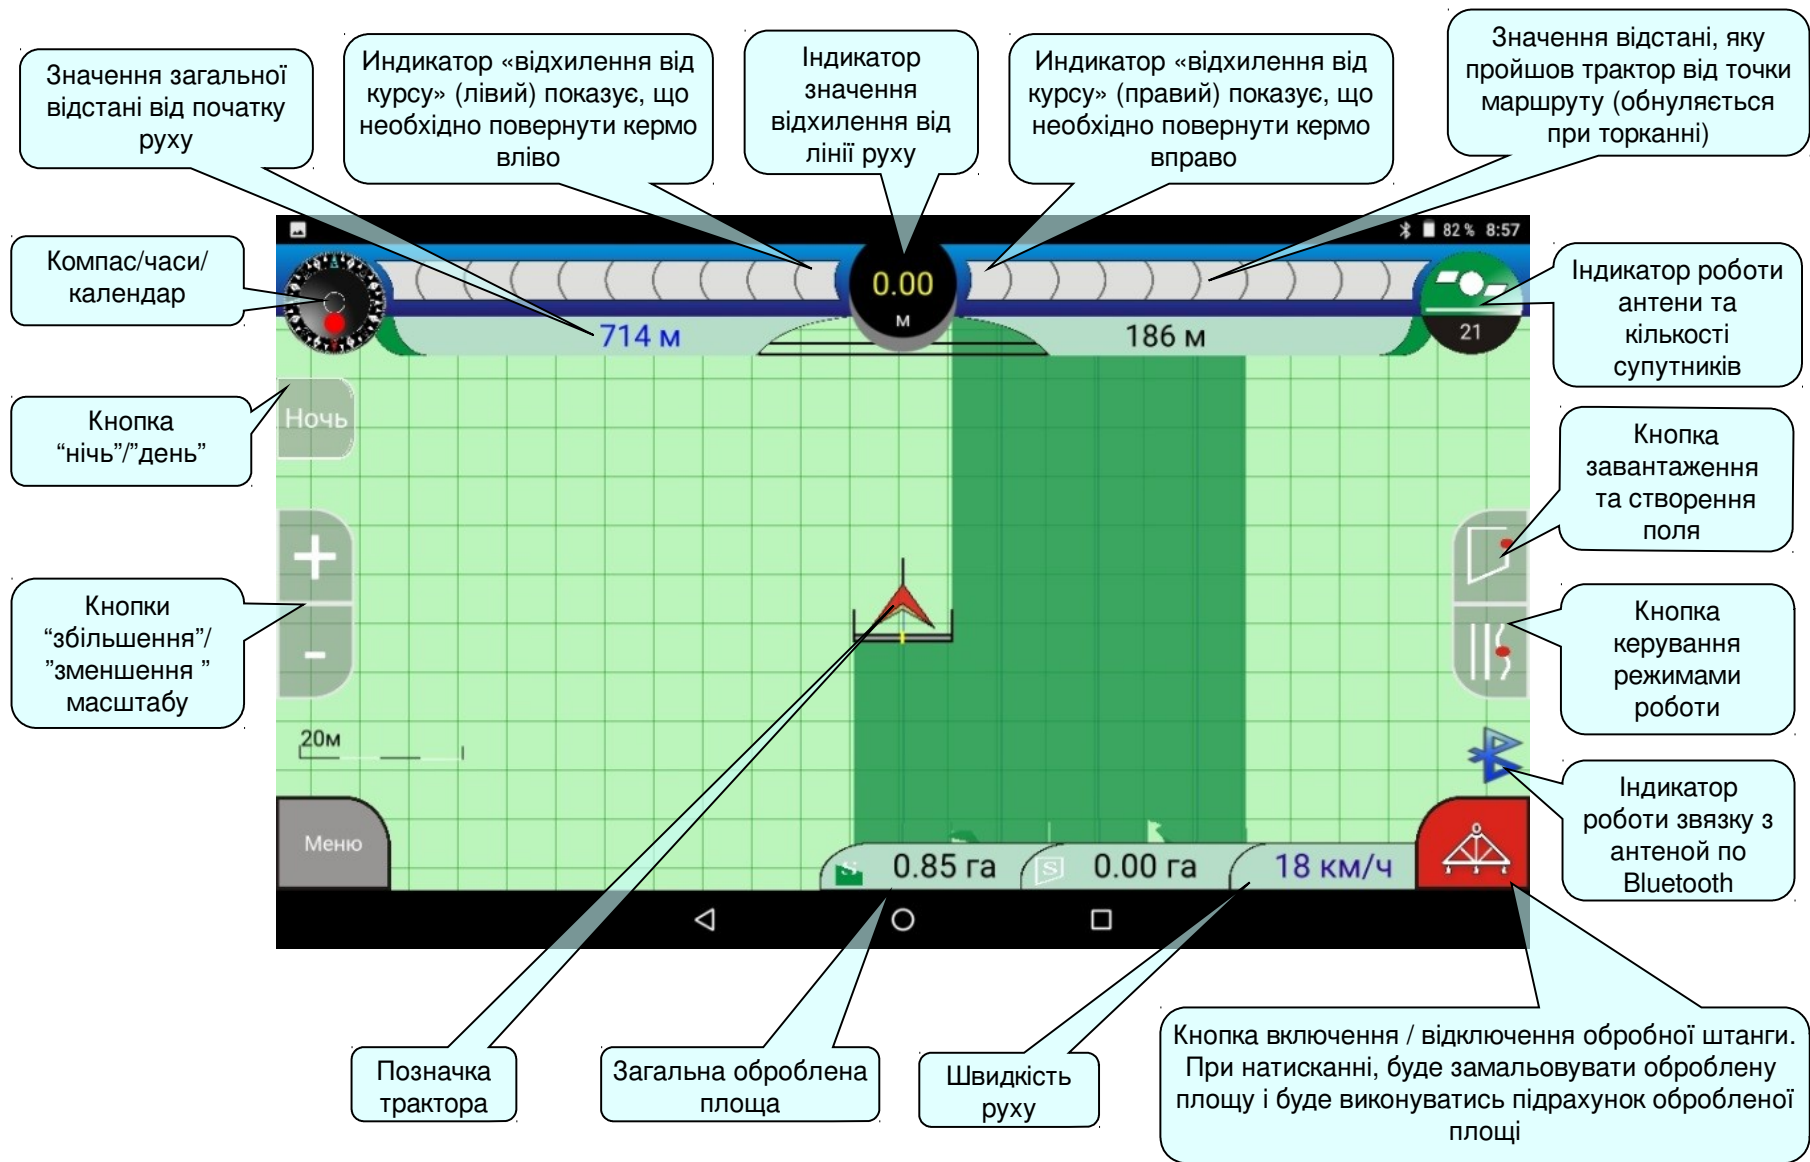 Значення загальної
відстані від початку
руху
Индикатор «відхилення від
курсу» (лівий) показує, що
необхідно повернути кермо
вліво
Індикатор
значення
відхилення від
лінії руху
Индикатор «відхилення від
курсу» (правий) показує, що
необхідно повернути кермо
вправо
Значення відстані, яку
пройшов трактор від точки
маршруту (обнуляється
при торканні)
Компас/часи/
календар
82 % 8:57
0.00
м
714 м
186 м
21
Індикатор роботи
антени та
кількості
супутників
Ночь
Кнопка
“ніч”/”день”
Кнопка
завантаження
та створення
поля
+
-
Кнопки
“збільшення”/
”зменшення ”
масштабу
Кнопка
керування
режимами
роботи
20м
Індикатор
роботи звязку з
антеной по
Bluetooth
Меню
S
0.85 га
S
0.00 га
18 км/ч
Позначка
трактора
Загальна оброблена
площа
Швидкість
руху
Кнопка включення / відключення обробної штанги.
При натисканні, буде замальовувати оброблену
площу і буде виконуватись підрахунок обробленої
площі